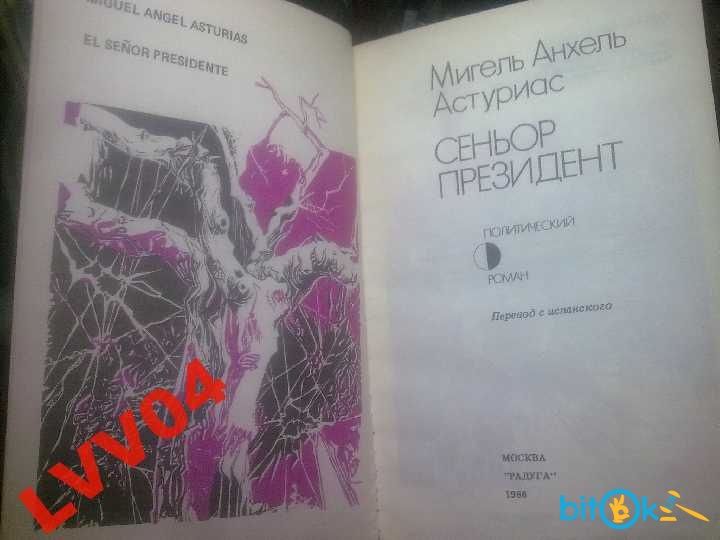 MIGUEL ANGEL ASTURIAS
EL SEÑOR PRESIDENTE
LVV04
Мигель Анхель
Астуриас
СЕНЬОР
ПРЕЗИДЕНТ
ПОЛИТИЧЕСКИЙ
РОМАН
Перевод с испанского
МОСКВА
"РАДУГА"
1988
bitok